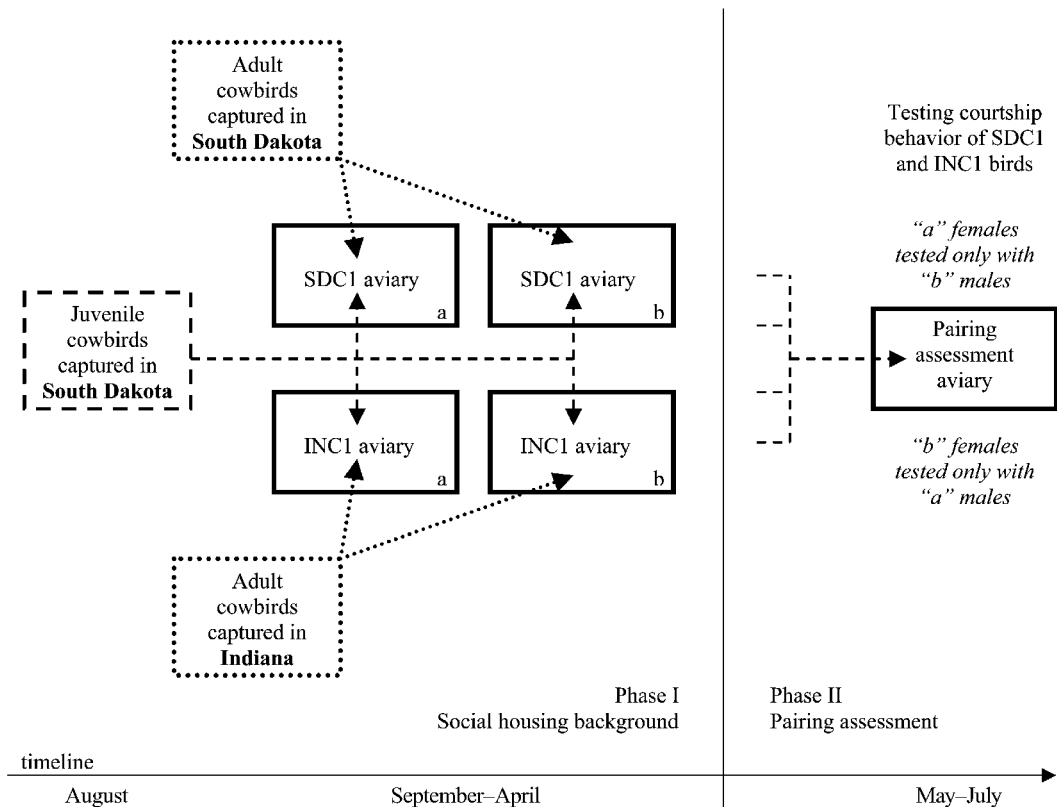 Adult
cowbirds
captured in
South Dakota
Testing courtship
behavior of SDC1
and INC1 birds
SDC1 aviary
a
SDC1 aviary
b
“a” females
tested only with
“b” males
Juvenile
cowbirds
captured in
South Dakota
Pairing
assessment
aviary
INC1 aviary
a
INC1 aviary
b
“b” females
tested only with
“a” males
Adult
cowbirds
captured in
Indiana
Phase I
Social housing background
Phase II
Pairing assessment
timeline
August
September–April
May–July